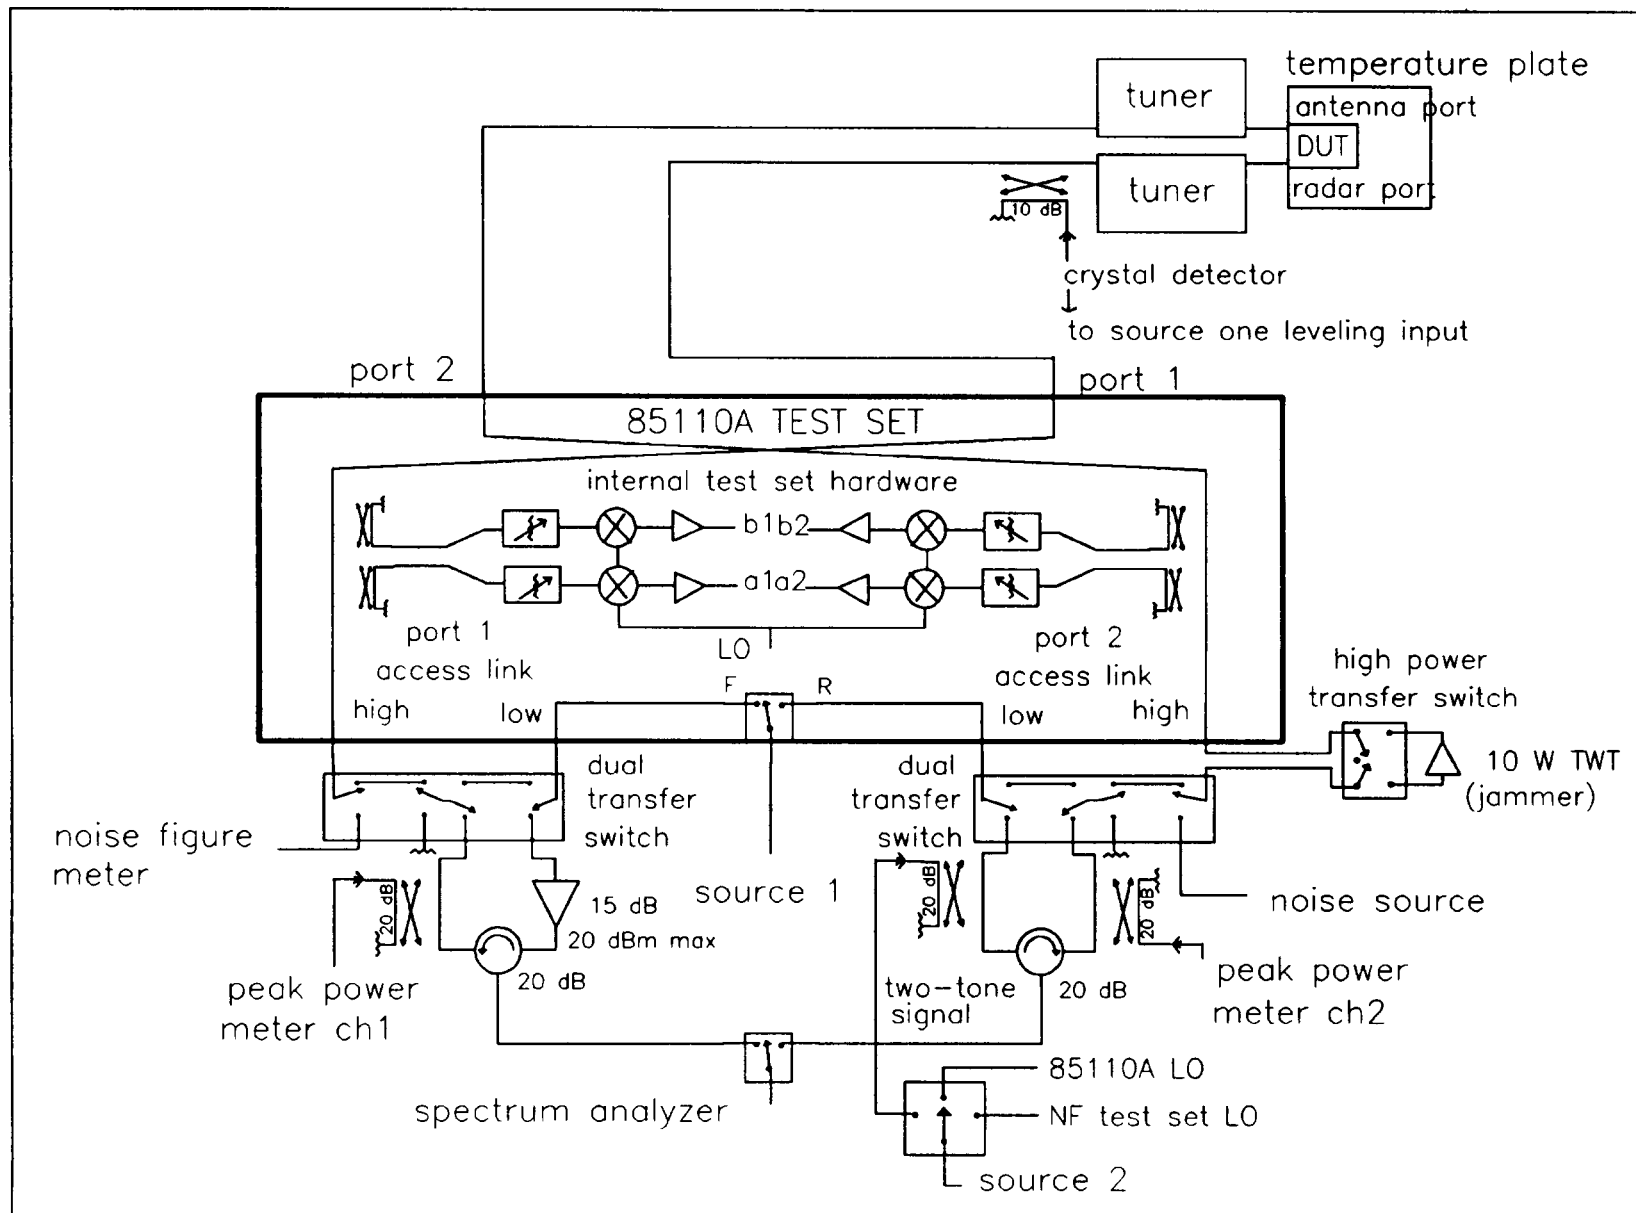 temperature plate
tuner
antenna port
DUT
tuner
radar port
10 dB
crystal detector
to source one leveling input
port 2
port 1
85110A TEST SET
internal test set hardware
b1 b2
a1 a2
LO
port 1
access link
high
low
F
R
port 2
access link
low
high
high power
transfer switch
10 W TWT
(jammer)
dual
transfer
switch
dual
transfer
switch
noise figure
meter
source 1
noise source
20 dB
15 dB
20 dBm max
20 dB
20 dB
20 dB
peak power
meter ch1
20 dB
two-tone
signal
peak power
meter ch2
85110A LO
NF test set LO
spectrum analyzer
source 2